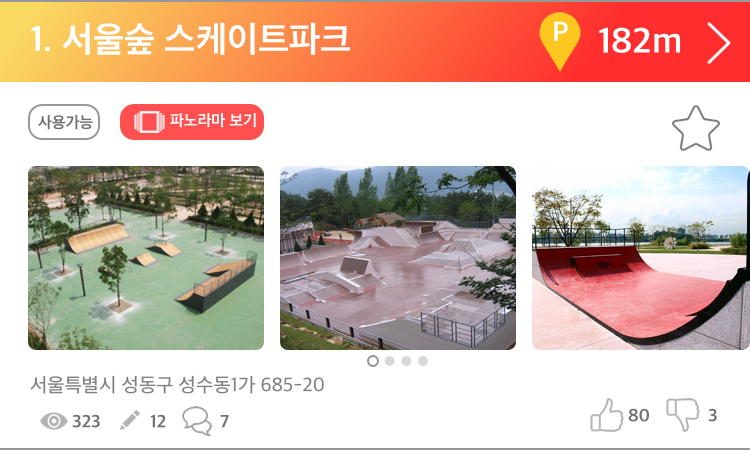 1. 서울숲 스케이트파크
P
182m
사용가능
파노라마 보기
서울특별시 성동구 성수동1가 685-20
323 12 7 80 3